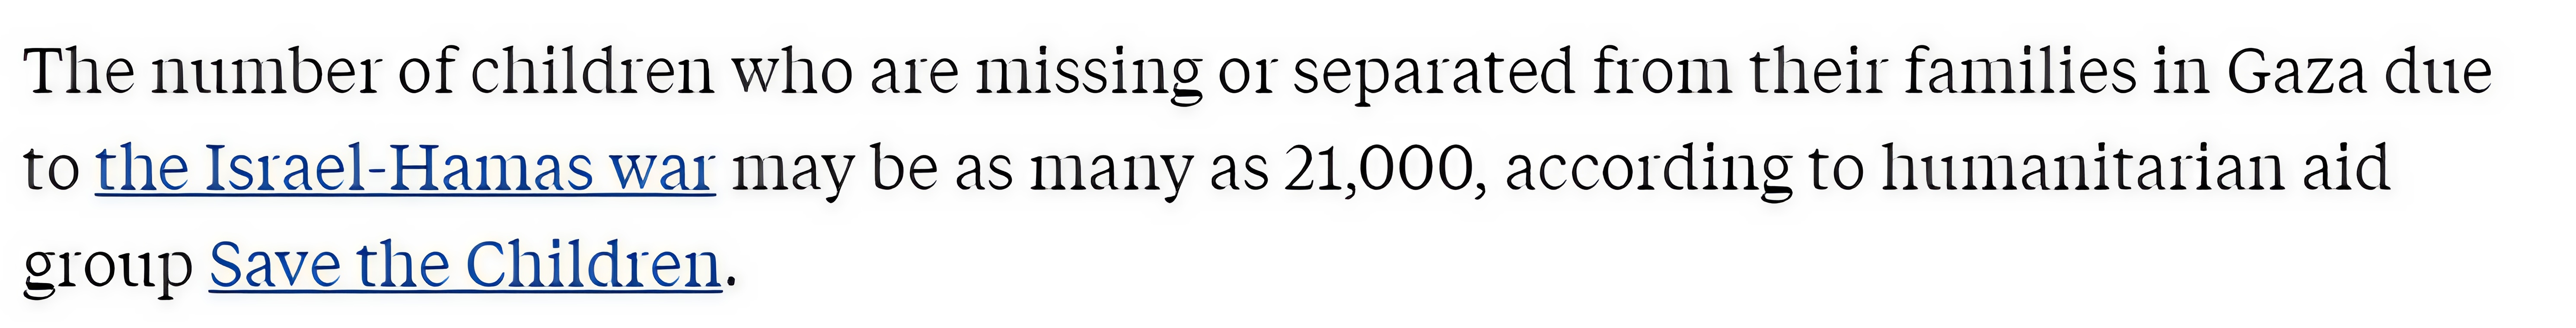 The number of children who are missing or separated from their families in Gaza due
to the Israel-Hamas war may be as many as 21,000, according to humanitarian aid
group Save the Children.